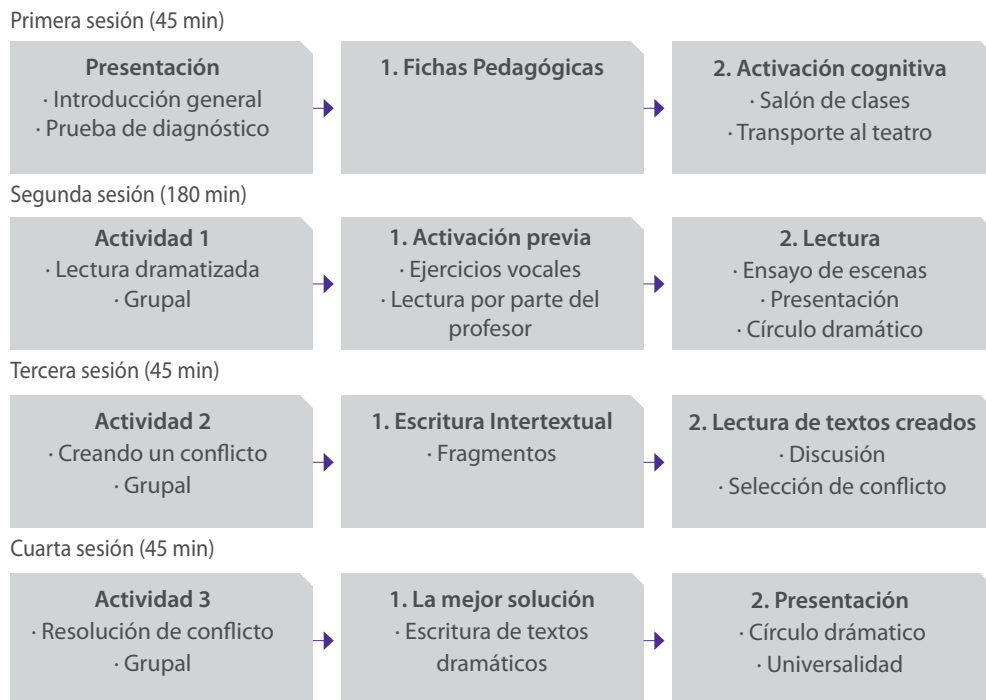 Primera sesión (45 min)
Presentación
· Introducción general
· Prueba de diagnóstico
1. Fichas Pedagógicas
2. Activación cognitiva
· Salón de clases
· Transporte al teatro
Segunda sesión (180 min)
Actividad 1
· Lectura dramatizada
· Grupal
1. Activación previa
· Ejercicios vocales
· Lectura por parte del
profesor
2. Lectura
· Ensayo de escenas
· Presentación
· Círculo dramático
Tercera sesión (45 min)
Actividad 2
· Creando un conflicto
· Grupal
1. Escritura Intertextual
· Fragmentos
2. Lectura de textos creados
· Discusión
· Selección de conflicto
Cuarta sesión (45 min)
Actividad 3
· Resolución de conflicto
· Grupal
1. La mejor solución
· Escritura de textos
dramáticos
2. Presentación
· Círculo drámatico
· Universalidad